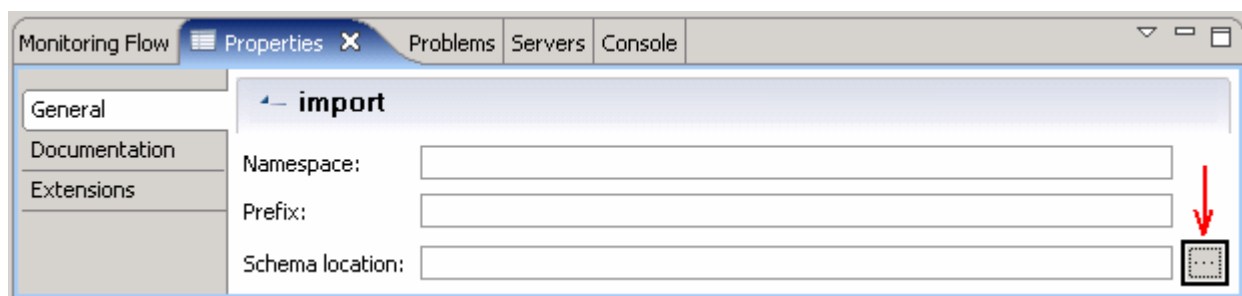 Monitoring Flow Properties Problems Servers Console
General
Documentation
Extensions
import
Namespace:
Prefix:
Schema location:
...